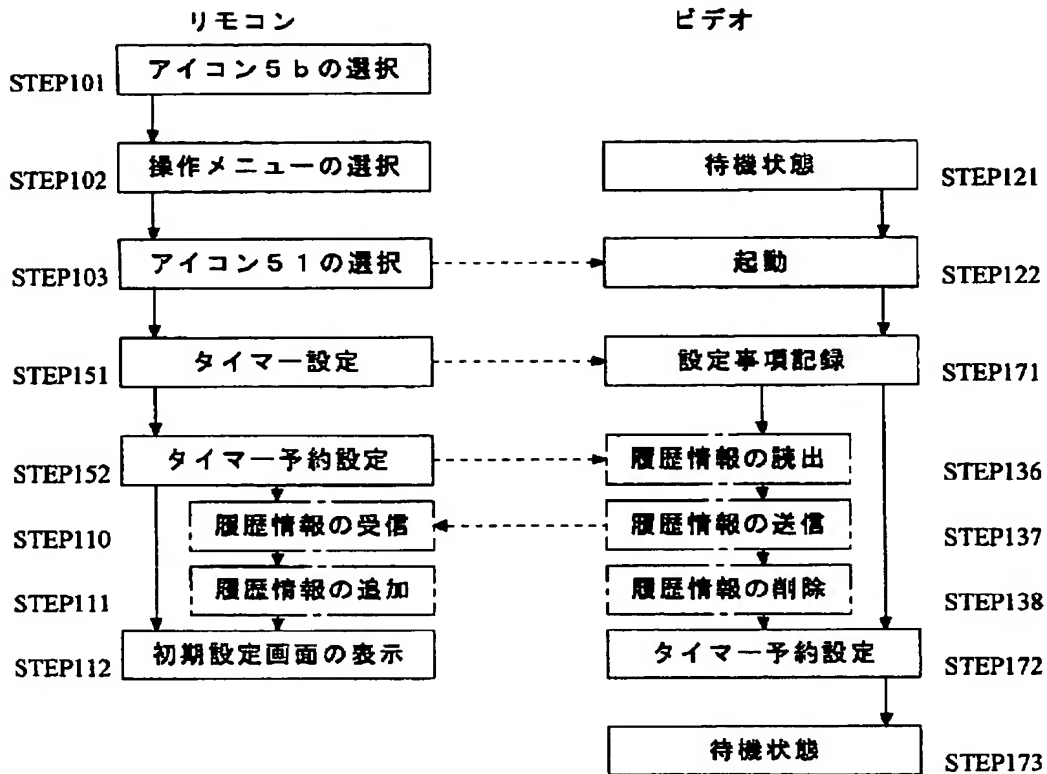 リモコン ビデオ
STEP101 アイコン5bの選択
STEP102 操作メニューの選択 待機状態 STEP121
STEP103 アイコン51の選択 起動 STEP122
STEP151 タイマー設定 設定事項記録 STEP171
STEP152 タイマー予約設定 履歴情報の読出 STEP136
STEP110 履歴情報の受信 履歴情報の送信 STEP137
STEP111 履歴情報の追加 履歴情報の削除 STEP138
STEP112 初期設定画面の表示 タイマー予約設定 STEP172
待機状態 STEP173